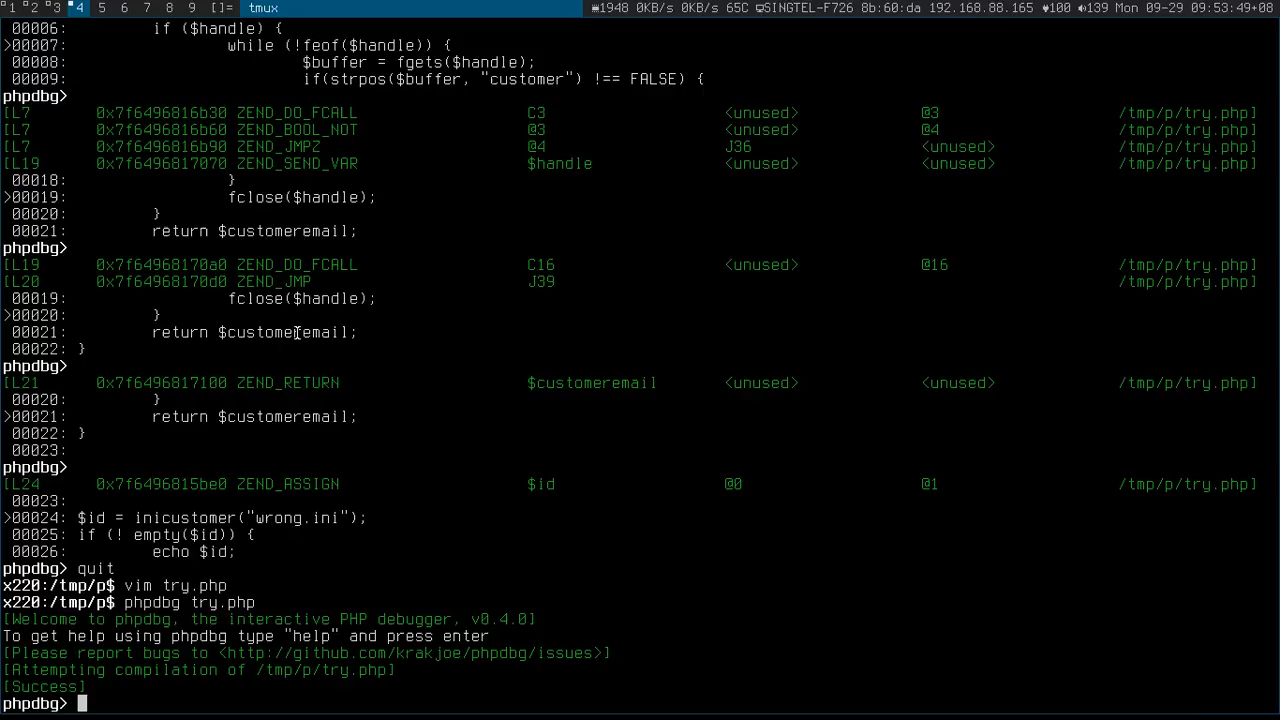 1 2 3 4 5 6 7 8 9 []= tmux 1948 0KB/s 0KB/s 65C SINGTEL-F726 8b:60:da 192.168.88.165 ♥100 139 Mon 09-29 09:53:49+08
00006: if ($handle) {
>00007: while (!feof($handle)) {
00008: $buffer = fgets($handle);
00009: if(strpos($buffer, "customer") !== FALSE) {
phpdbg>
[L7 0x7f6496816b30 ZEND_DO_FCALL C3 <unused> @3 /tmp/p/try.php]
[L7 0x7f6496816b60 ZEND_BOOL_NOT @3 <unused> @4 /tmp/p/try.php]
[L7 0x7f6496816b90 ZEND_JMPZ @4 J36 <unused> /tmp/p/try.php]
[L19 0x7f6496817070 ZEND_SEND_VAR $handle <unused> <unused> /tmp/p/try.php]
00018: }
>00019: fclose($handle);
00020: }
00021: return $customeremail;
phpdbg>
[L19 0x7f64968170a0 ZEND_DO_FCALL C16 <unused> @16 /tmp/p/try.php]
[L20 0x7f64968170d0 ZEND_JMP J39 /tmp/p/try.php]
00019: fclose($handle);
>00020: }
00021: return $customeremail;
00022: }
phpdbg>
[L21 0x7f6496817100 ZEND_RETURN $customeremail <unused> <unused> /tmp/p/try.php]
00020: }
>00021: return $customeremail;
00022: }
00023:
phpdbg>
[L24 0x7f6496815be0 ZEND_ASSIGN $id @0 @1 /tmp/p/try.php]
00023:
>00024: $id = inicustomer("wrong.ini");
00025: if (! empty($id)) {
00026: echo $id;
phpdbg> quit
x220:/tmp/p$ vim try.php
x220:/tmp/p$ phpdbg try.php
[Welcome to phpdbg, the interactive PHP debugger, v0.4.0]
To get help using phpdbg type "help" and press enter
[Please report bugs to <http://github.com/krakjoe/phpdbg/issues>]
[Attempting compilation of /tmp/p/try.php]
[Success]
phpdbg>